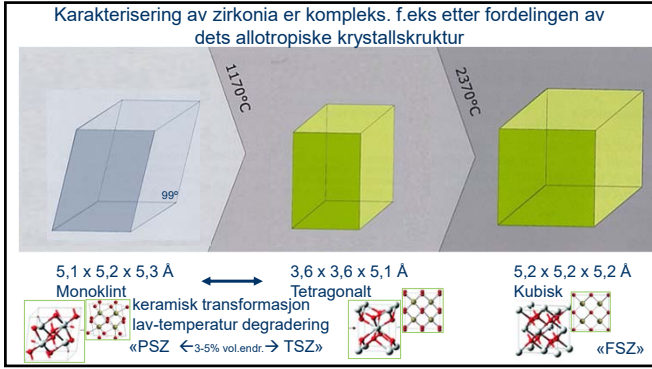 Karakterisering av zirkonia er kompleks. f.eks etter fordelingen av
dets allotropiske krystallskruktur
1170°C
2370°C
99º
5,1 x 5,2 x 5,3 Å
Monoklint
3,6 x 3,6 x 5,1 Å
Tetragonalt
5,2 x 5,2 x 5,2 Å
Kubisk
keramisk transformasjon
lav-temperatur degradering
«PSZ ←3-5% vol.endr.→ TSZ»
«FSZ»